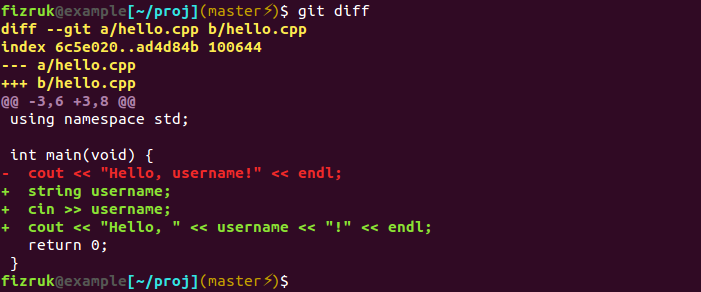 fizruk@example[~/proj](master⚡)$ git diff
diff --git a/hello.cpp b/hello.cpp
index 6c5e020..ad4d84b 100644
--- a/hello.cpp
+++ b/hello.cpp
@@ -3,6 +3,8 @@
 using namespace std;

 int main(void) {
-  cout << "Hello, username!" << endl;
+  string username;
+  cin >> username;
+  cout << "Hello, " << username << "!" << endl;
   return 0;
 }
fizruk@example[~/proj](master⚡)$